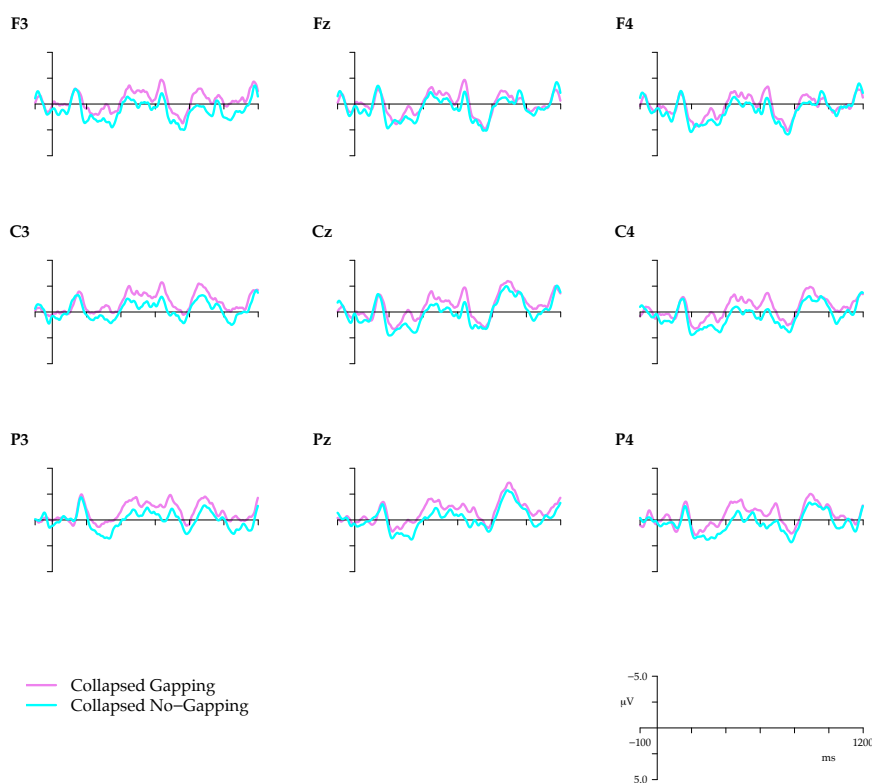 F3 Fz F4
C3 Cz C4
P3 Pz P4
Collapsed Gapping
Collapsed No−Gapping
−5.0
μV
−100 1200
ms
5.0